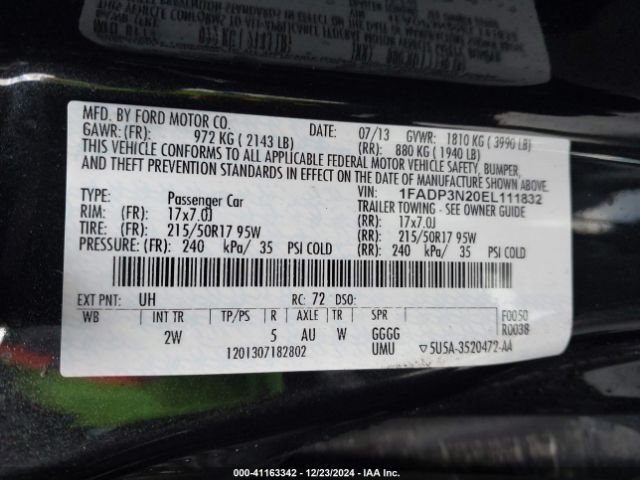 MFD. BY FORD MOTOR CO. DATE: 07/13 GVWR: 1810 KG ( 3990 LB)
GAWR: (FR): 972 KG ( 2143 LB) (RR): 880 KG ( 1940 LB)
THIS VEHICLE CONFORMS TO ALL APPLICABLE FEDERAL MOTOR VEHICLE SAFETY, BUMPER,
AND THEFT PREVENTION STANDARDS IN EFFECT ON THE DATE OF MANUFACTURE SHOWN ABOVE.
VIN: 1FADP3N20EL111832
TYPE: Passenger Car TRAILER TOWING - SEE OWNER GUIDE
RIM: (FR): 17x7.0J (RR): 17x7.0J
TIRE: (FR): 215/50R17 95W (RR): 215/50R17 95W
PRESSURE: (FR): 240 kPa/ 35 PSI COLD (RR): 240 kPa/ 35 PSI COLD
EXT PNT: UH RC: 72 DSO:
WB INT TR TP/PS R AXLE TR SPR F0050
2W 5 AU W GGGG R0038
1201307182802 UMU ▽5U5A-3520472-AA
000-41163342 - 12/23/2024 - IAA Inc.